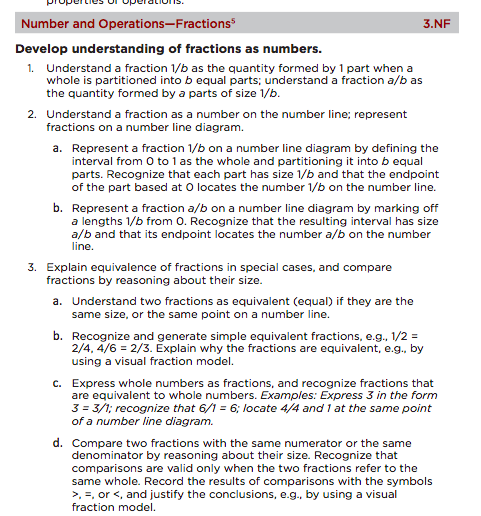 properties of operations.
Number and Operations—Fractions⁵ 3.NF
Develop understanding of fractions as numbers.
1. Understand a fraction 1/b as the quantity formed by 1 part when a
whole is partitioned into b equal parts; understand a fraction a/b as
the quantity formed by a parts of size 1/b.
2. Understand a fraction as a number on the number line; represent
fractions on a number line diagram.
a. Represent a fraction 1/b on a number line diagram by defining the
interval from 0 to 1 as the whole and partitioning it into b equal
parts. Recognize that each part has size 1/b and that the endpoint
of the part based at 0 locates the number 1/b on the number line.
b. Represent a fraction a/b on a number line diagram by marking off
a lengths 1/b from 0. Recognize that the resulting interval has size
a/b and that its endpoint locates the number a/b on the number
line.
3. Explain equivalence of fractions in special cases, and compare
fractions by reasoning about their size.
a. Understand two fractions as equivalent (equal) if they are the
same size, or the same point on a number line.
b. Recognize and generate simple equivalent fractions, e.g., 1/2 =
2/4, 4/6 = 2/3. Explain why the fractions are equivalent, e.g., by
using a visual fraction model.
c. Express whole numbers as fractions, and recognize fractions that
are equivalent to whole numbers. Examples: Express 3 in the form
3 = 3/1; recognize that 6/1 = 6; locate 4/4 and 1 at the same point
of a number line diagram.
d. Compare two fractions with the same numerator or the same
denominator by reasoning about their size. Recognize that
comparisons are valid only when the two fractions refer to the
same whole. Record the results of comparisons with the symbols
>, =, or <, and justify the conclusions, e.g., by using a visual
fraction model.